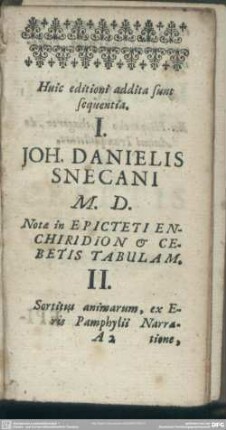 Huic editioni addita sunt
sequentia.
I.
JOH. DANIELIS
SNECANI
M. D.
Notæ in EPICTETI EN-
CHIRIDION & CE-
BETIS TABULAM.
II.
Sortitus animarum, ex E-
ris Pamphylii Narra-
A 2 tione,